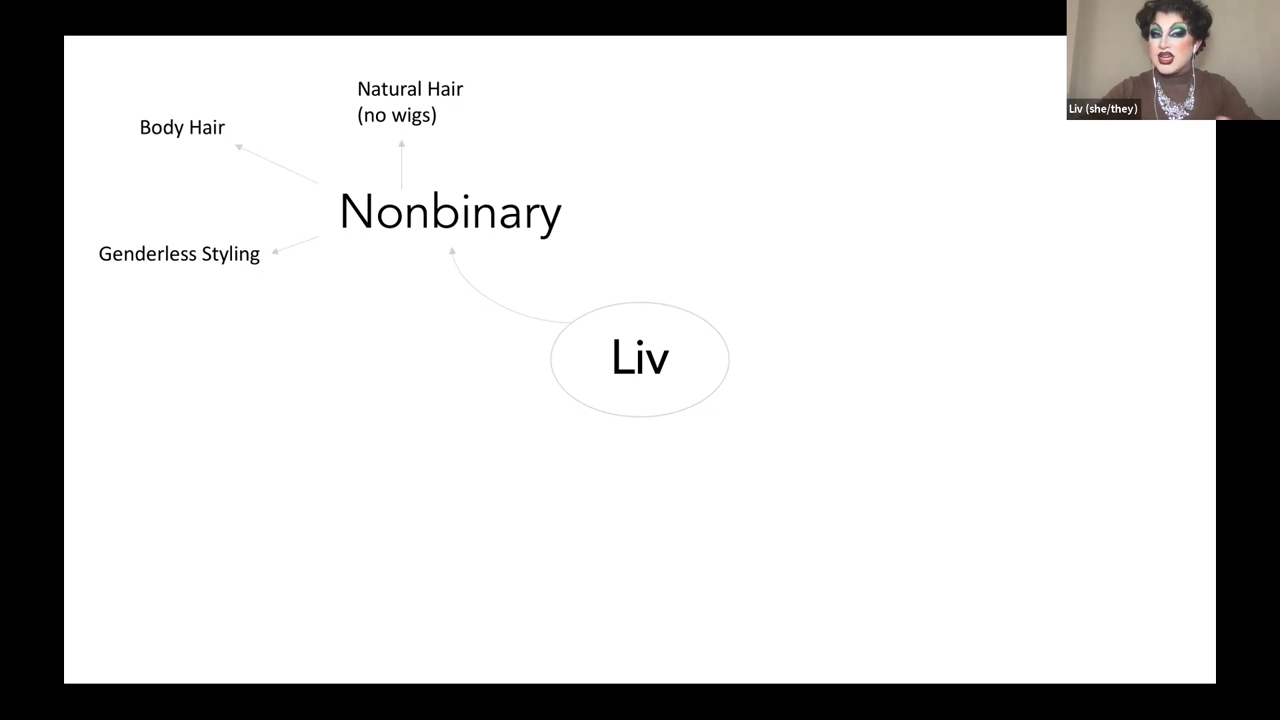 Natural Hair
(no wigs)
Body Hair
Nonbinary
Genderless Styling
Liv
Liv (she/they)